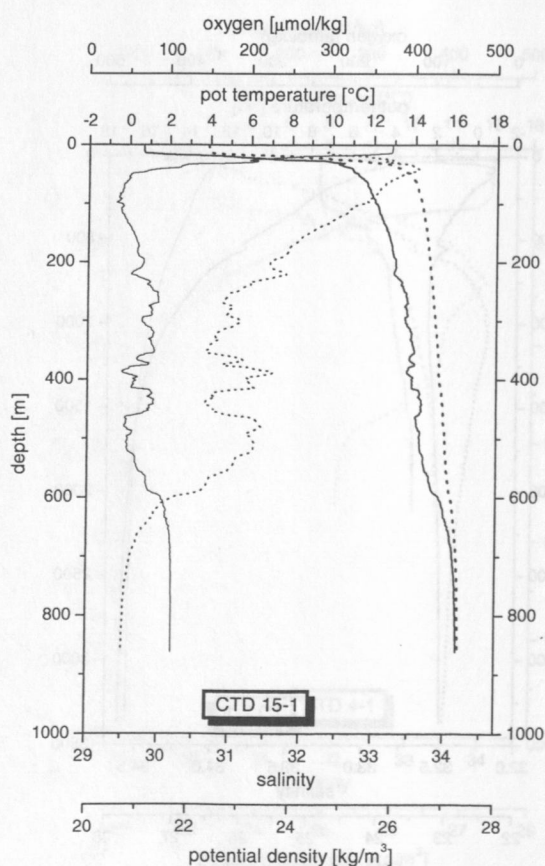 oxygen [µmol/kg]
0 100 200 300 400 500
pot temperature [°C]
-2 0 2 4 6 8 10 12 14 16 18
0 0
200 200
400 400
600 600
800 800
1000 1000
depth [m]
CTD 15-1
29 30 31 32 33 34
salinity
20 22 24 26 28
potential density [kg/m³]